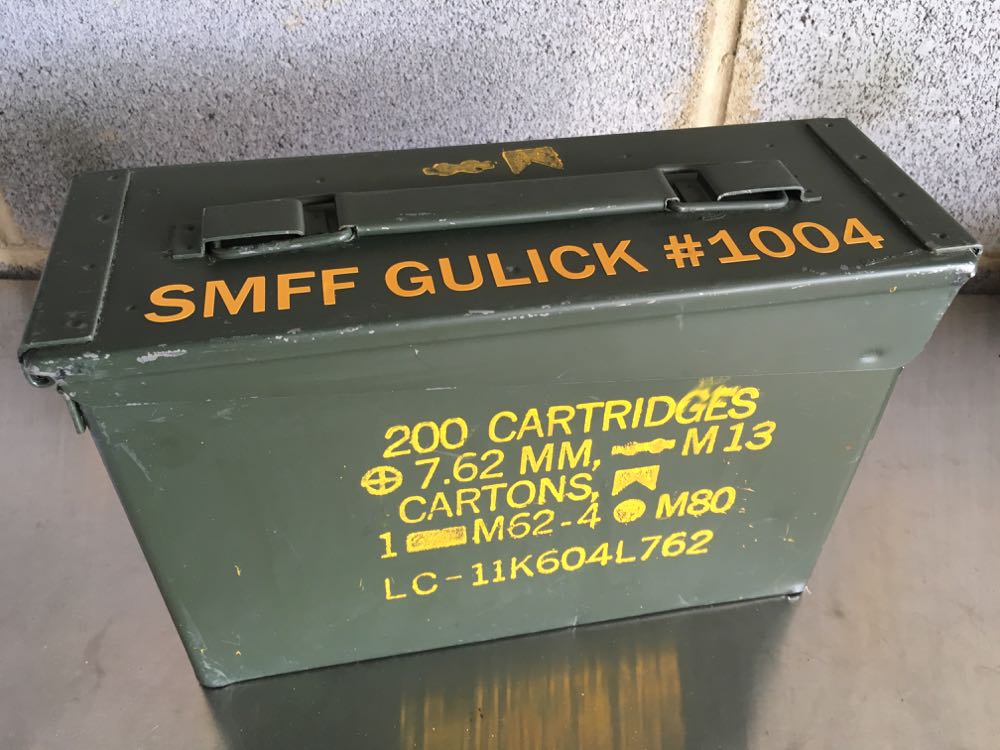 SMFF GULICK #1004
200 CARTRIDGES
7.62 MM, M13
CARTONS,
1 M62-4 M80
LC-11K604L762